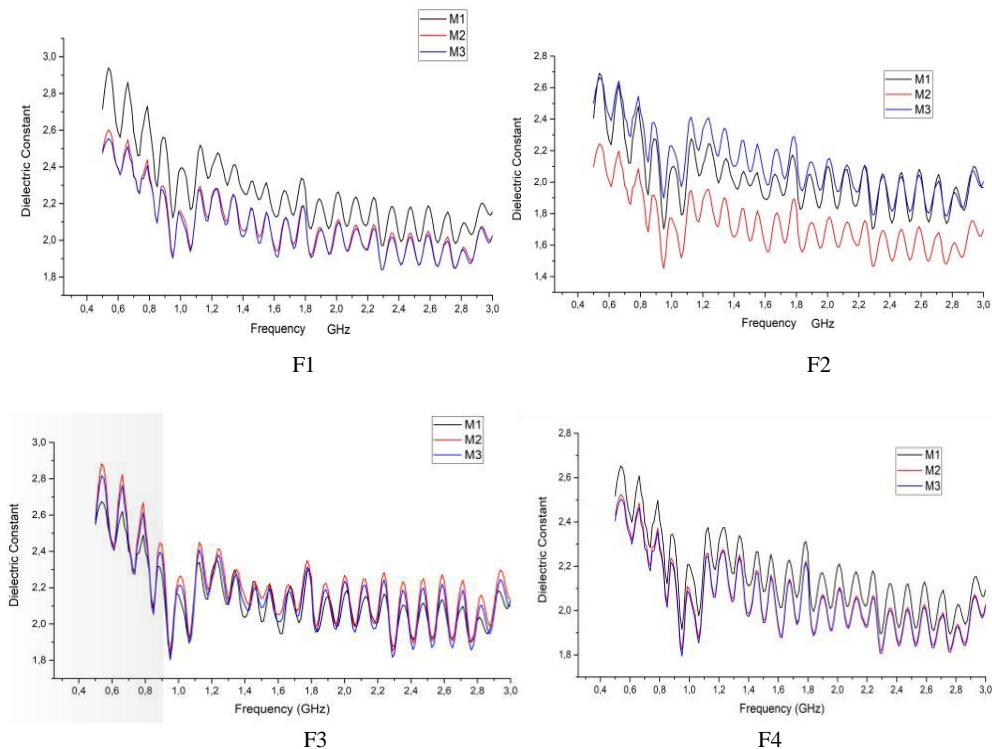 M1
M2
M3
3,0
2,8
2,6
2,4
2,2
2,0
1,8
Dielectric Constant
0,4 0,6 0,8 1,0 1,2 1,4 1,6 1,8 2,0 2,2 2,4 2,6 2,8 3,0
Frequency GHz
F1
M1
M2
M3
2,8
2,6
2,4
2,2
2,0
1,8
1,6
1,4
Dielectric Constant
0,4 0,6 0,8 1,0 1,2 1,4 1,6 1,8 2,0 2,2 2,4 2,6 2,8 3,0
Frequency GHz
F2
M1
M2
M3
3,0
2,8
2,6
2,4
2,2
2,0
1,8
Dielectric Constant
0,4 0,6 0,8 1,0 1,2 1,4 1,6 1,8 2,0 2,2 2,4 2,6 2,8 3,0
Frequency (GHz)
F3
M1
M2
M3
2,8
2,6
2,4
2,2
2,0
1,8
Dielectric Constant
0,4 0,6 0,8 1,0 1,2 1,4 1,6 1,8 2,0 2,2 2,4 2,6 2,8 3,0
Frequency (GHz)
F4